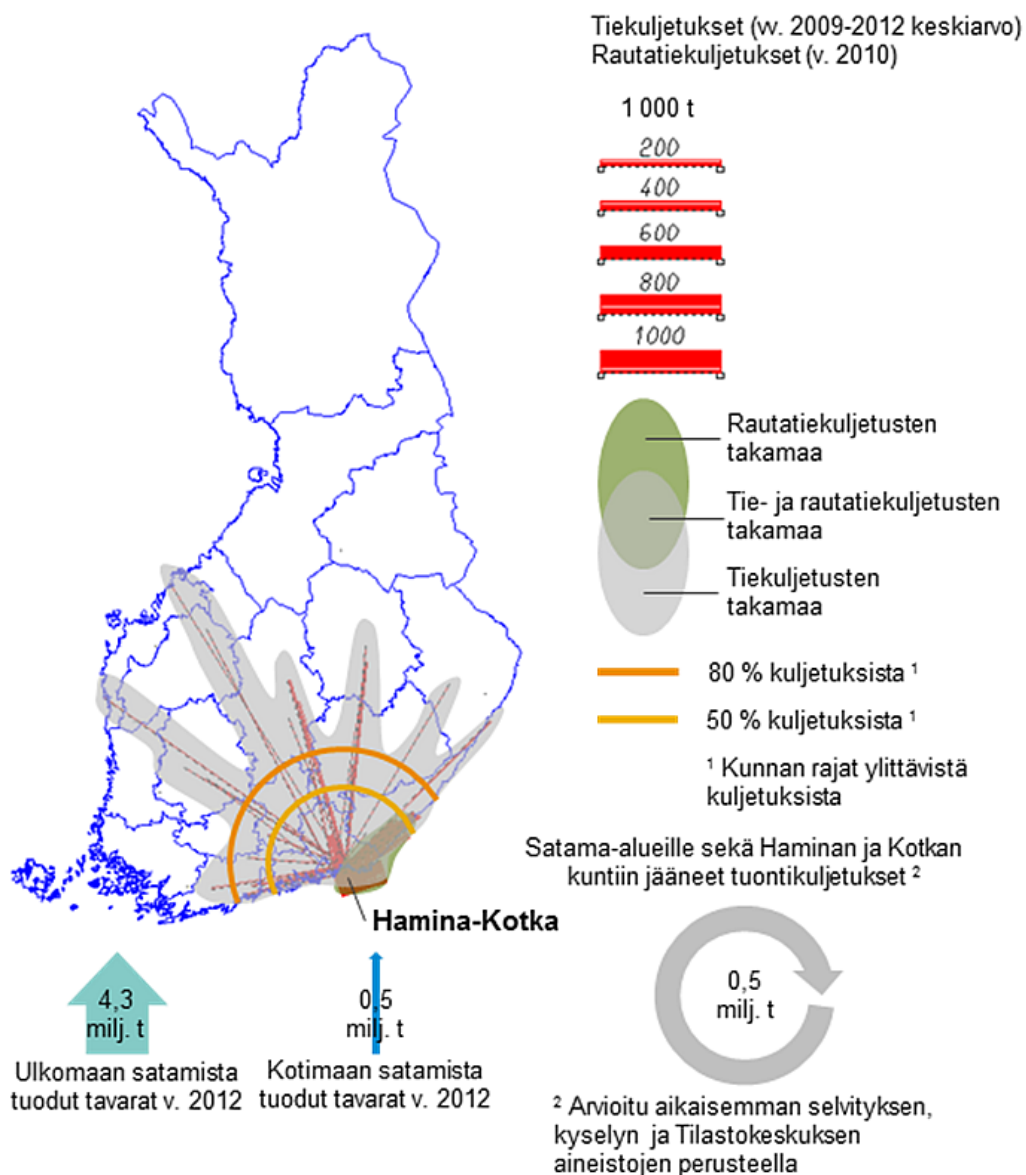 Tiekuljetukset (vv. 2009-2012 keskiarvo)
Rautatiekuljetukset (v. 2010)
1 000 t
200
400
600
800
1000
Rautatiekuljetusten
takamaa
Tie- ja rautatiekuljetusten
takamaa
Tiekuljetusten
takamaa
80 % kuljetuksista ¹
50 % kuljetuksista ¹
¹ Kunnan rajat ylittävistä
kuljetuksista
Satama-alueille sekä Haminan ja Kotkan
kuntiin jääneet tuontikuljetukset ²
Hamina-Kotka
4,3
milj. t
Ulkomaan satamista
tuodut tavarat v. 2012
0,5
milj. t
Kotimaan satamista
tuodut tavarat v. 2012
0,5
milj. t
² Arvioitu aikaisemman selvityksen,
kyselyn ja Tilastokeskuksen
aineistojen perusteella